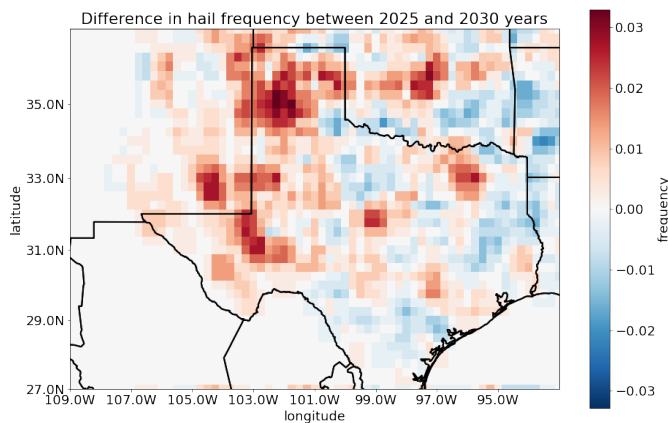 Difference in hail frequency between 2025 and 2030 years
35.0N
33.0N
31.0N
29.0N
27.0N
latitude
109.0W 107.0W 105.0W 103.0W 101.0W 99.0W 97.0W 95.0W
longitude
0.03
0.02
0.01
0.00
−0.01
−0.02
−0.03
frequency